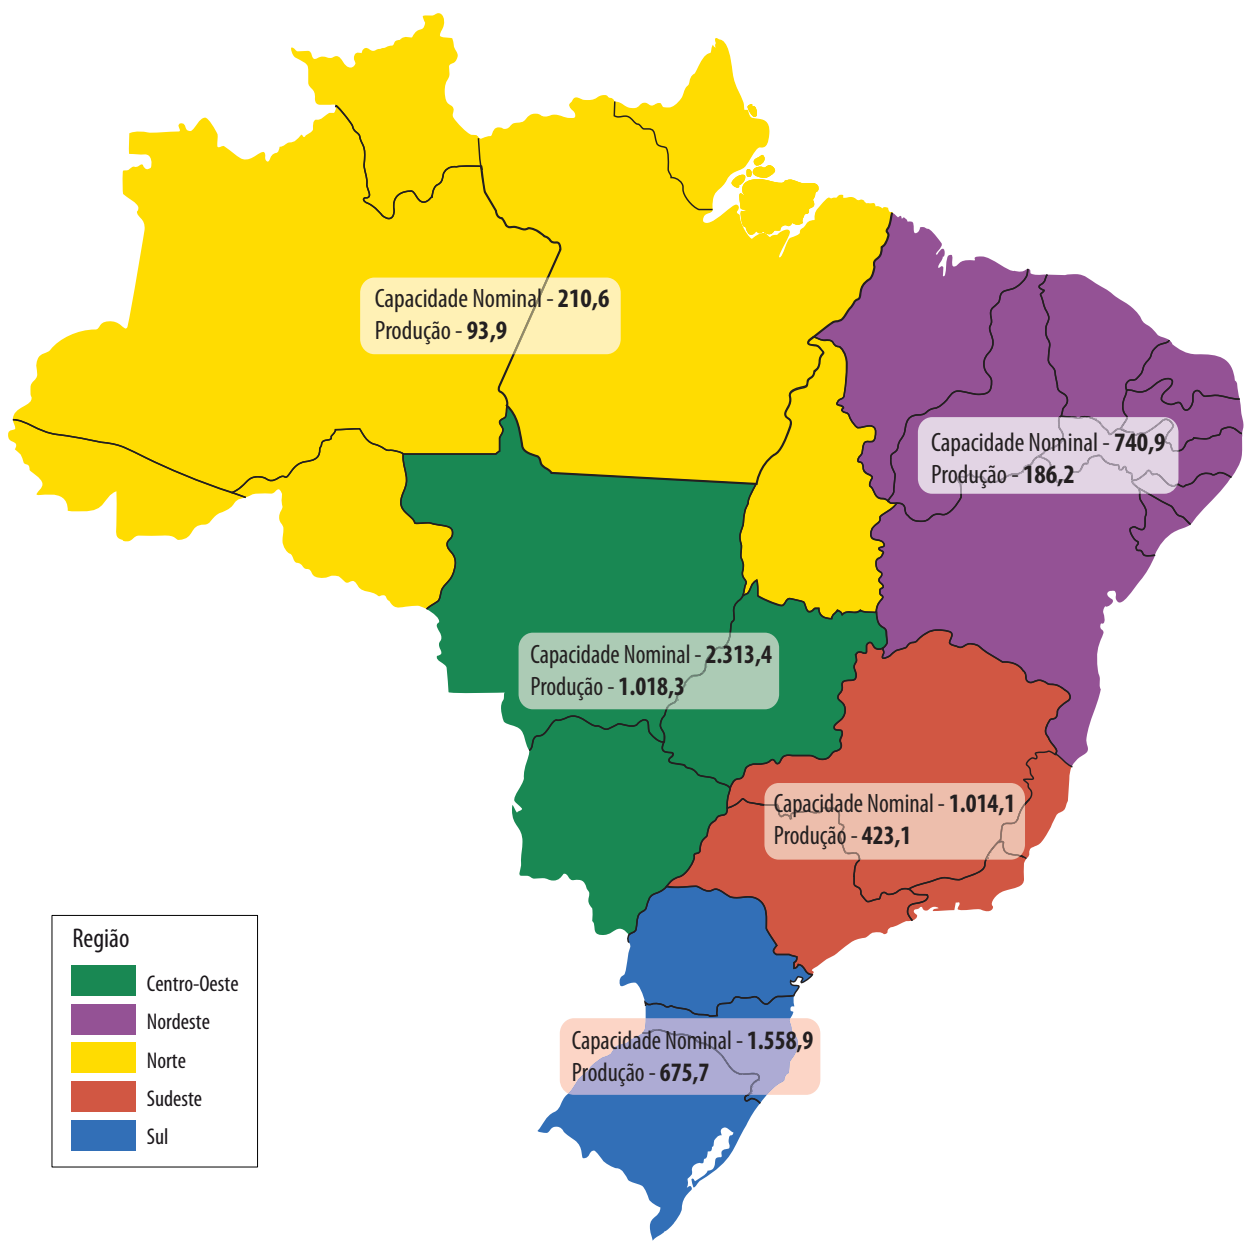 Capacidade Nominal - 210,6
Produção - 93,9
Capacidade Nominal - 740,9
Produção - 186,2
Capacidade Nominal - 2.313,4
Produção - 1.018,3
Capacidade Nominal - 1.014,1
Produção - 423,1
Capacidade Nominal - 1.558,9
Produção - 675,7
Região
Centro-Oeste
Nordeste
Norte
Sudeste
Sul